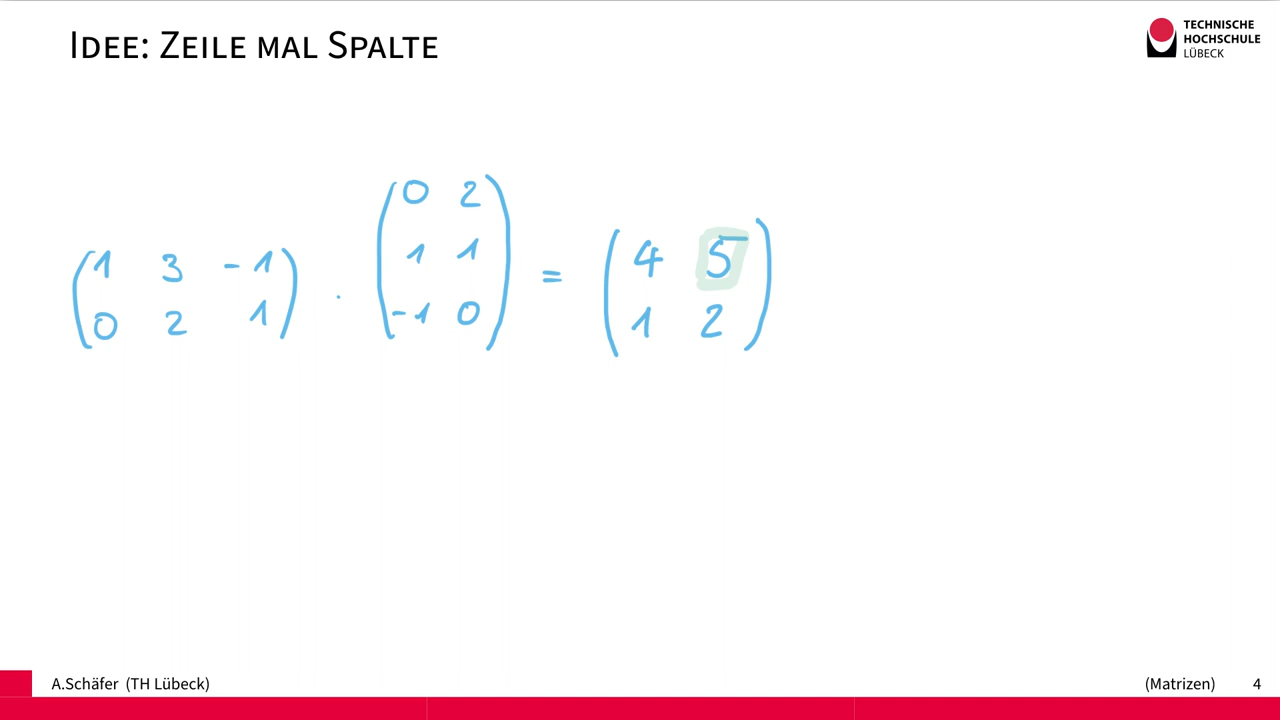 IDEE: ZEILE MAL SPALTE
TECHNISCHE
HOCHSCHULE
LÜBECK
0 2
1 3 -1 1 1 4 5
0 2 1 · -1 0 = 1 2
A.Schäfer (TH Lübeck) (Matrizen) 4